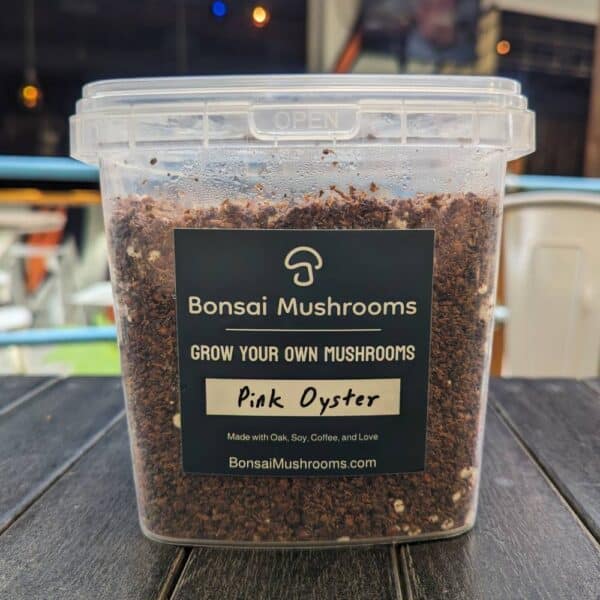 OPEN
Bonsai Mushrooms
GROW YOUR OWN MUSHROOMS
Pink Oyster
Made with Oak, Soy, Coffee, and Love
BonsaiMushrooms.com